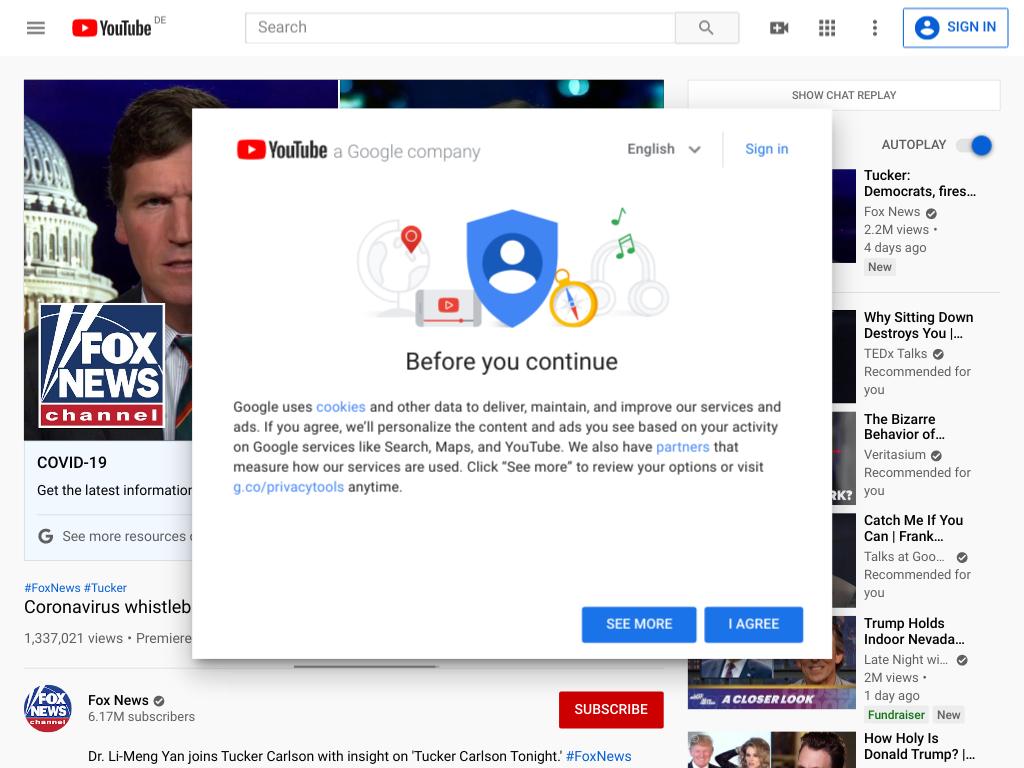 YouTube DE
Search
SIGN IN
SHOW CHAT REPLAY
AUTOPLAY
YouTube a Google company
English
Sign in
Before you continue
Google uses cookies and other data to deliver, maintain, and improve our services and
ads. If you agree, we’ll personalize the content and ads you see based on your activity
on Google services like Search, Maps, and YouTube. We also have partners that
measure how our services are used. Click “See more” to review your options or visit
g.co/privacytools anytime.
SEE MORE
I AGREE
FOX
NEWS
channel
COVID-19
Get the latest information
See more resources
#FoxNews #Tucker
Coronavirus whistleb
1,337,021 views • Premiere
FOX
NEWS
channel
Fox News
6.17M subscribers
SUBSCRIBE
Dr. Li-Meng Yan joins Tucker Carlson with insight on 'Tucker Carlson Tonight.' #FoxNews
Tucker:
Democrats, fires…
Fox News
2.2M views •
4 days ago
New
Why Sitting Down
Destroys You |…
TEDx Talks
Recommended for
you
The Bizarre
Behavior of…
Veritasium
Recommended for
you
RK?
Catch Me If You
Can | Frank…
Talks at Goo…
Recommended for
you
Trump Holds
Indoor Nevada…
Late Night wi…
2M views •
1 day ago
Fundraiser New
A CLOSER LOOK
How Holy Is
Donald Trump? |…